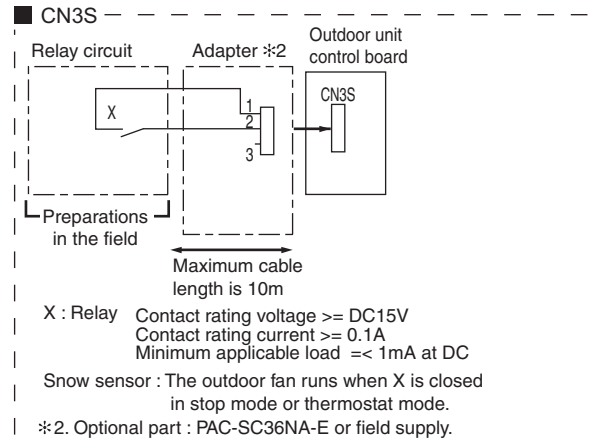 ■ CN3S
Relay circuit
Adapter ✻2
Outdoor unit
control board
CN3S
X
1
2
3
Preparations
in the field
Maximum cable
length is 10m
X : Relay
Contact rating voltage >= DC15V
Contact rating current >= 0.1A
Minimum applicable load =< 1mA at DC
Snow sensor : The outdoor fan runs when X is closed
in stop mode or thermostat mode.
✻2. Optional part : PAC-SC36NA-E or field supply.